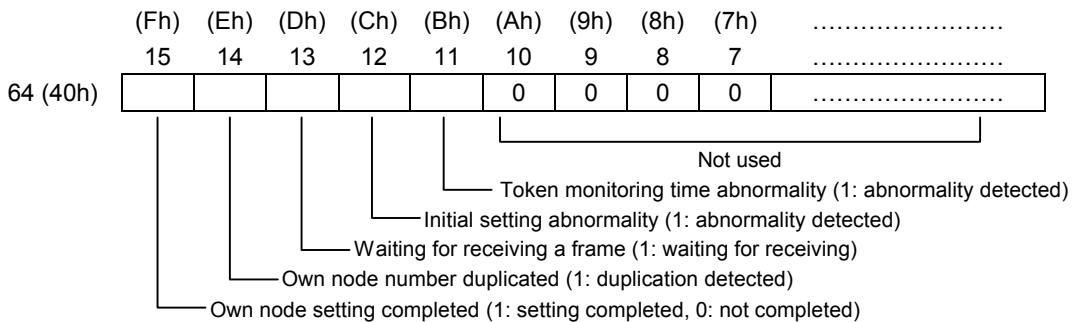 (Fh) (Eh) (Dh) (Ch) (Bh) (Ah) (9h) (8h) (7h) ........................
15 14 13 12 11 10 9 8 7 ........................
64 (40h) 0 0 0 0 ........................
Not used
Token monitoring time abnormality (1: abnormality detected)
Initial setting abnormality (1: abnormality detected)
Waiting for receiving a frame (1: waiting for receiving)
Own node number duplicated (1: duplication detected)
Own node setting completed (1: setting completed, 0: not completed)